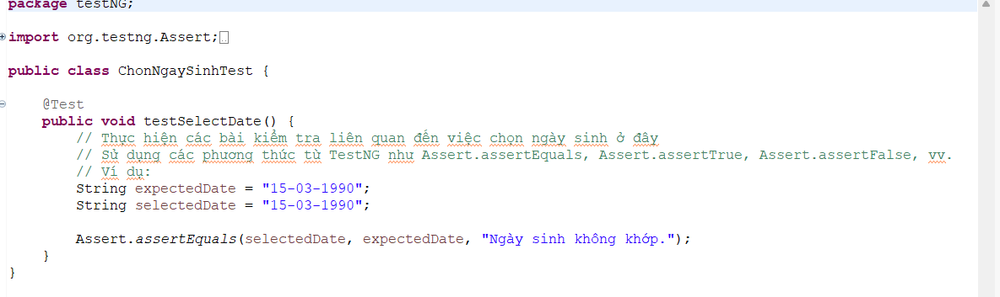 package testNG;
import org.testng.Assert;
public class ChonNgaySinhTest {
@Test
public void testSelectDate() {
// Thực hiện các bài kiểm tra liên quan đến việc chọn ngày sinh ở đây
// Sử dụng các phương thức từ TestNG như Assert.assertEquals, Assert.assertTrue, Assert.assertFalse, vv.
// Ví dụ:
String expectedDate = "15-03-1990";
String selectedDate = "15-03-1990";
Assert.assertEquals(selectedDate, expectedDate, "Ngày sinh không khớp.");
}
}